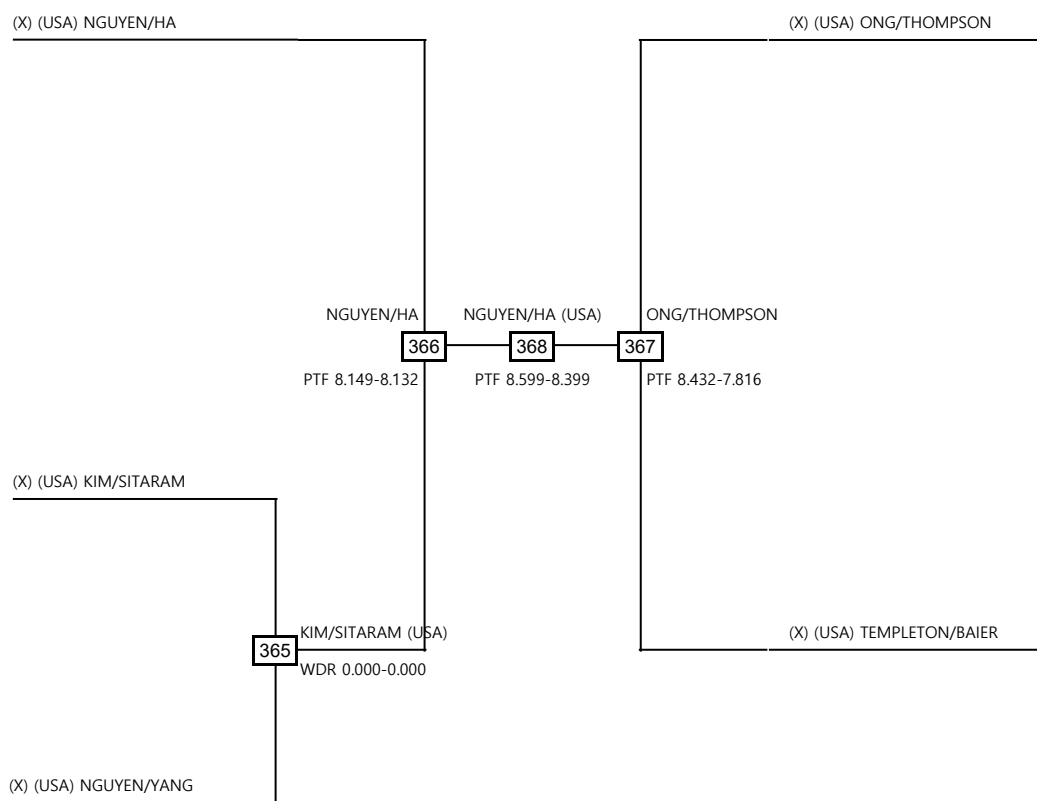 (X) (USA) NGUYEN/HA
(X) (USA) ONG/THOMPSON
NGUYEN/HA
NGUYEN/HA (USA)
ONG/THOMPSON
366
368
367
PTF 8.149-8.132
PTF 8.599-8.399
PTF 8.432-7.816
(X) (USA) KIM/SITARAM
KIM/SITARAM (USA)
(X) (USA) TEMPLETON/BAIER
365
WDR 0.000-0.000
(X) (USA) NGUYEN/YANG